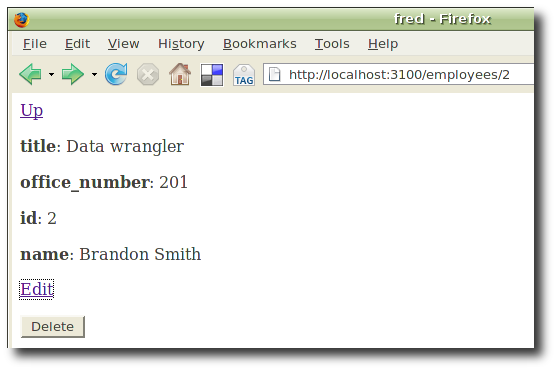 fred - Firefox
File Edit View History Bookmarks Tools Help
TAG http://localhost:3100/employees/2
Up
title: Data wrangler
office_number: 201
id: 2
name: Brandon Smith
Edit
Delete